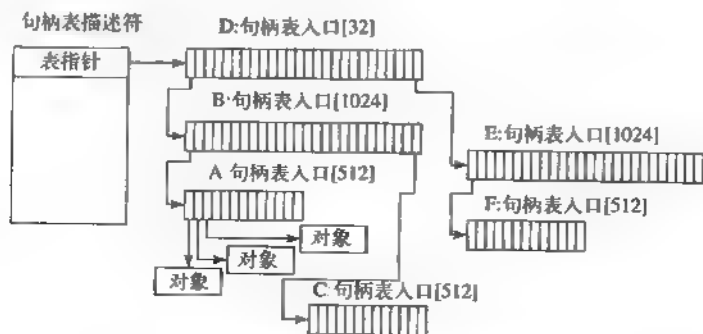 句柄表描述符
表指针
D:句柄表入口[32]
B·句柄表入口[1024]
A 句柄表入口[512]
对象
对象
对象
C:句柄表入口[512]
E:句柄表入口[1024]
F:句柄表入口[512]